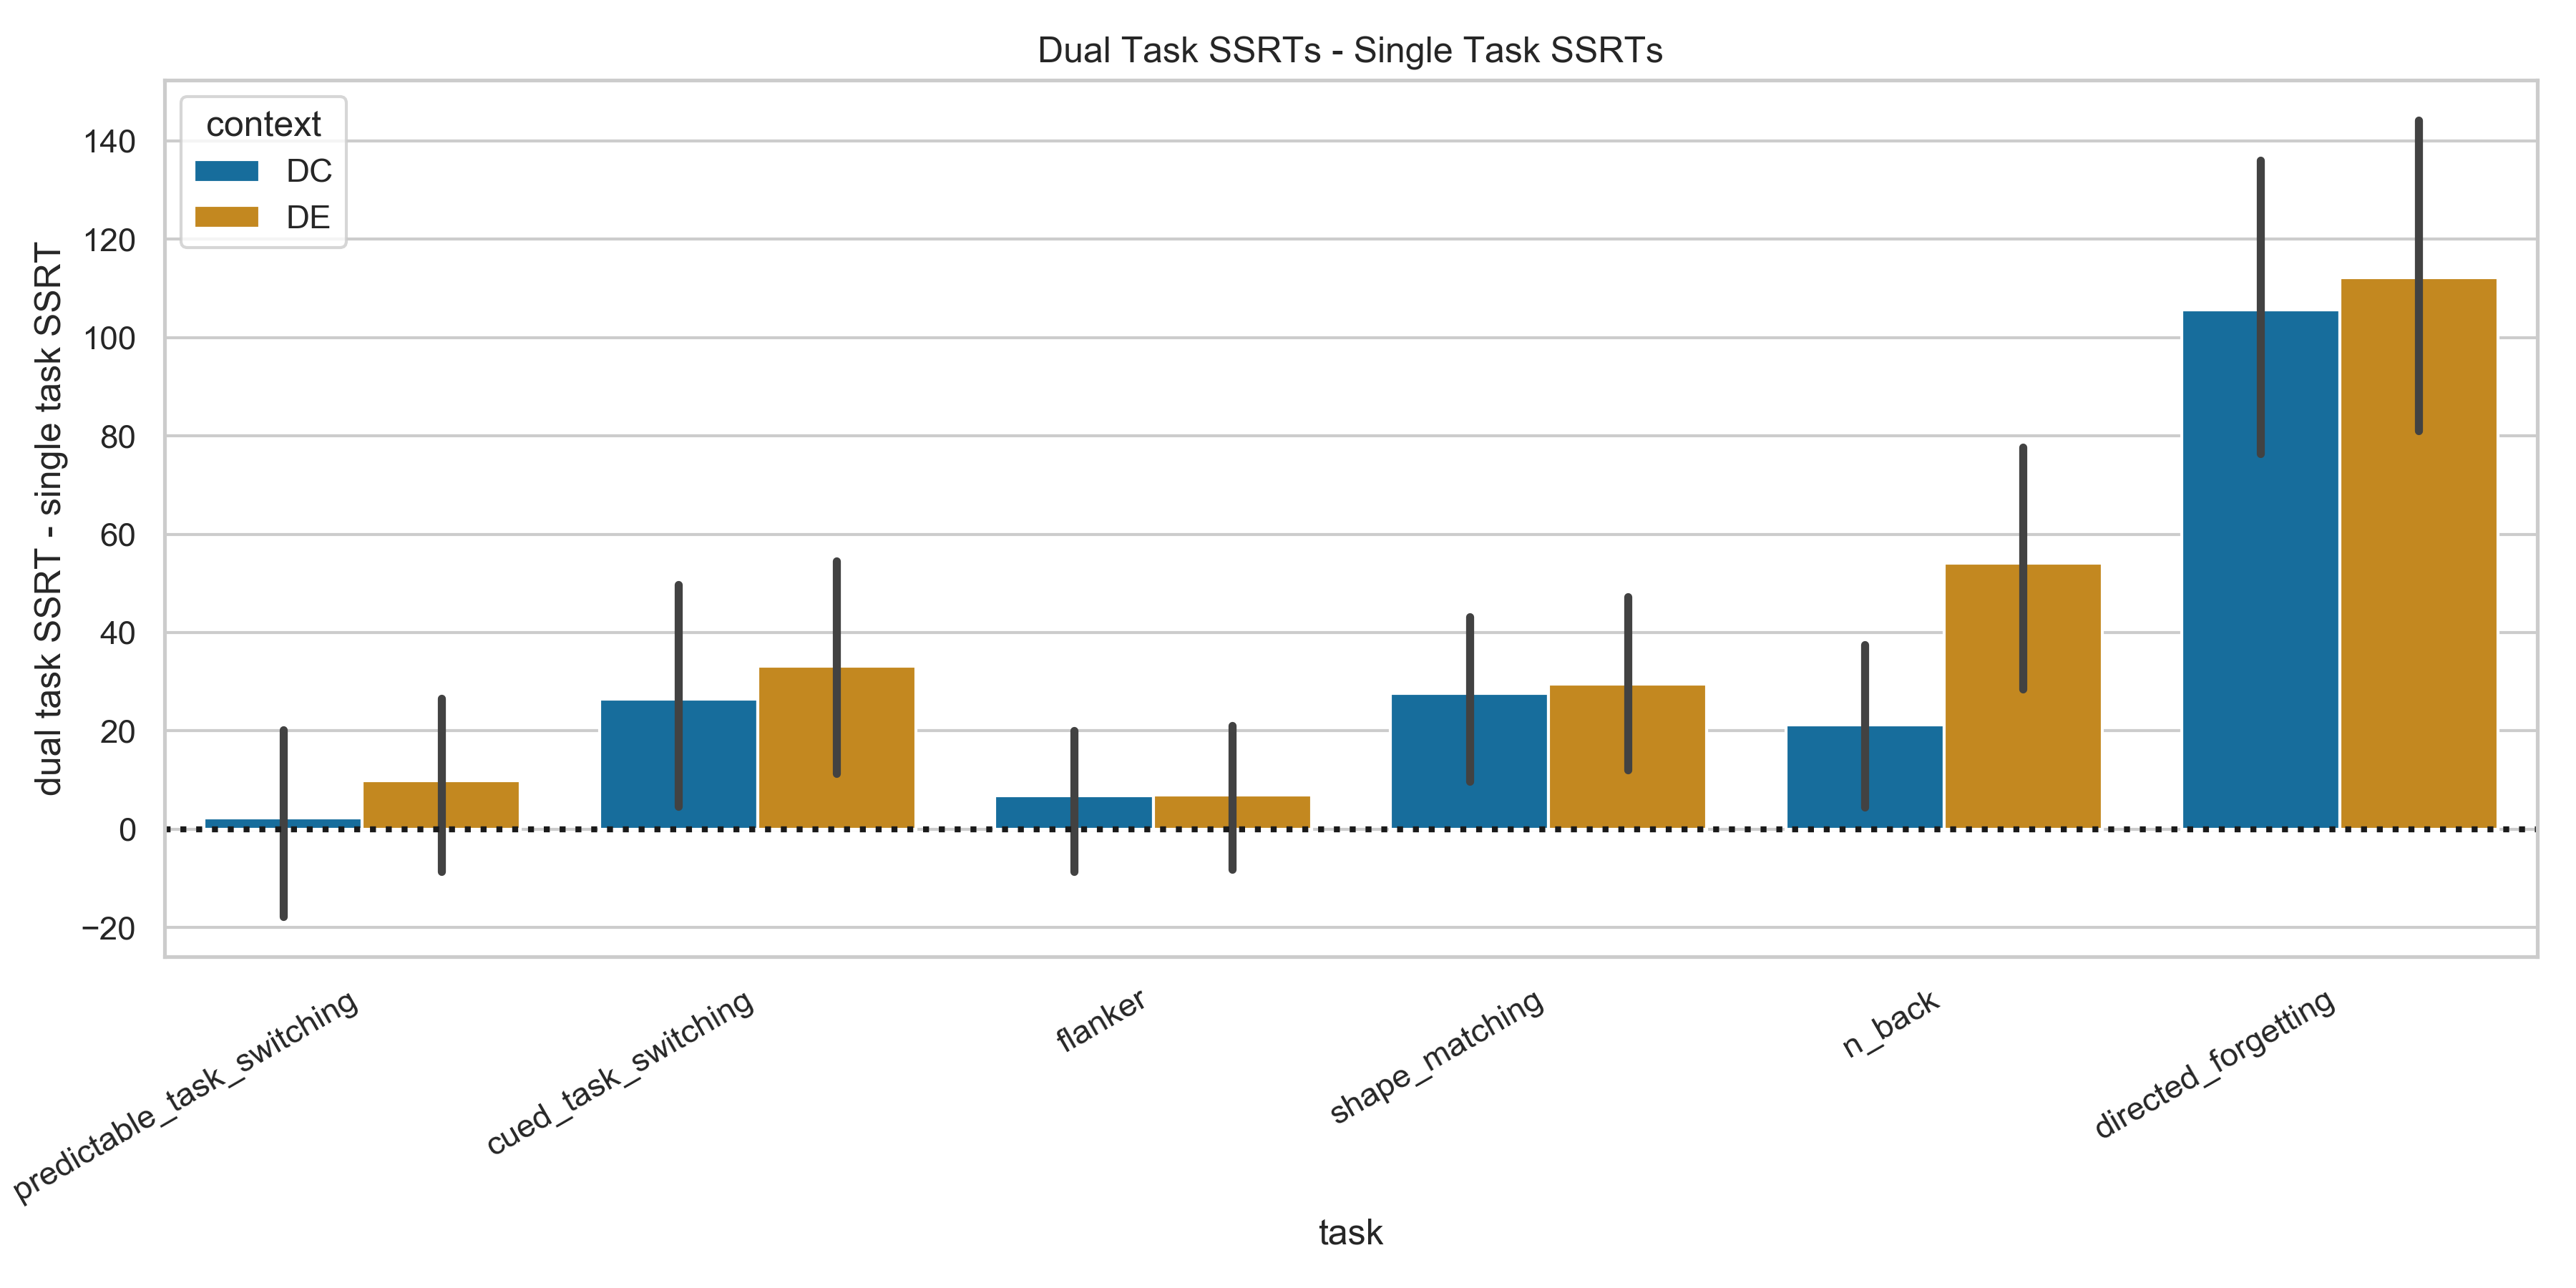 Dual Task SSRTs - Single Task SSRTs
context
DC
DE
dual task SSRT - single task SSRT
140
120
100
80
60
40
20
0
−20
predictable_task_switching
cued_task_switching
flanker
shape_matching
n_back
directed_forgetting
task